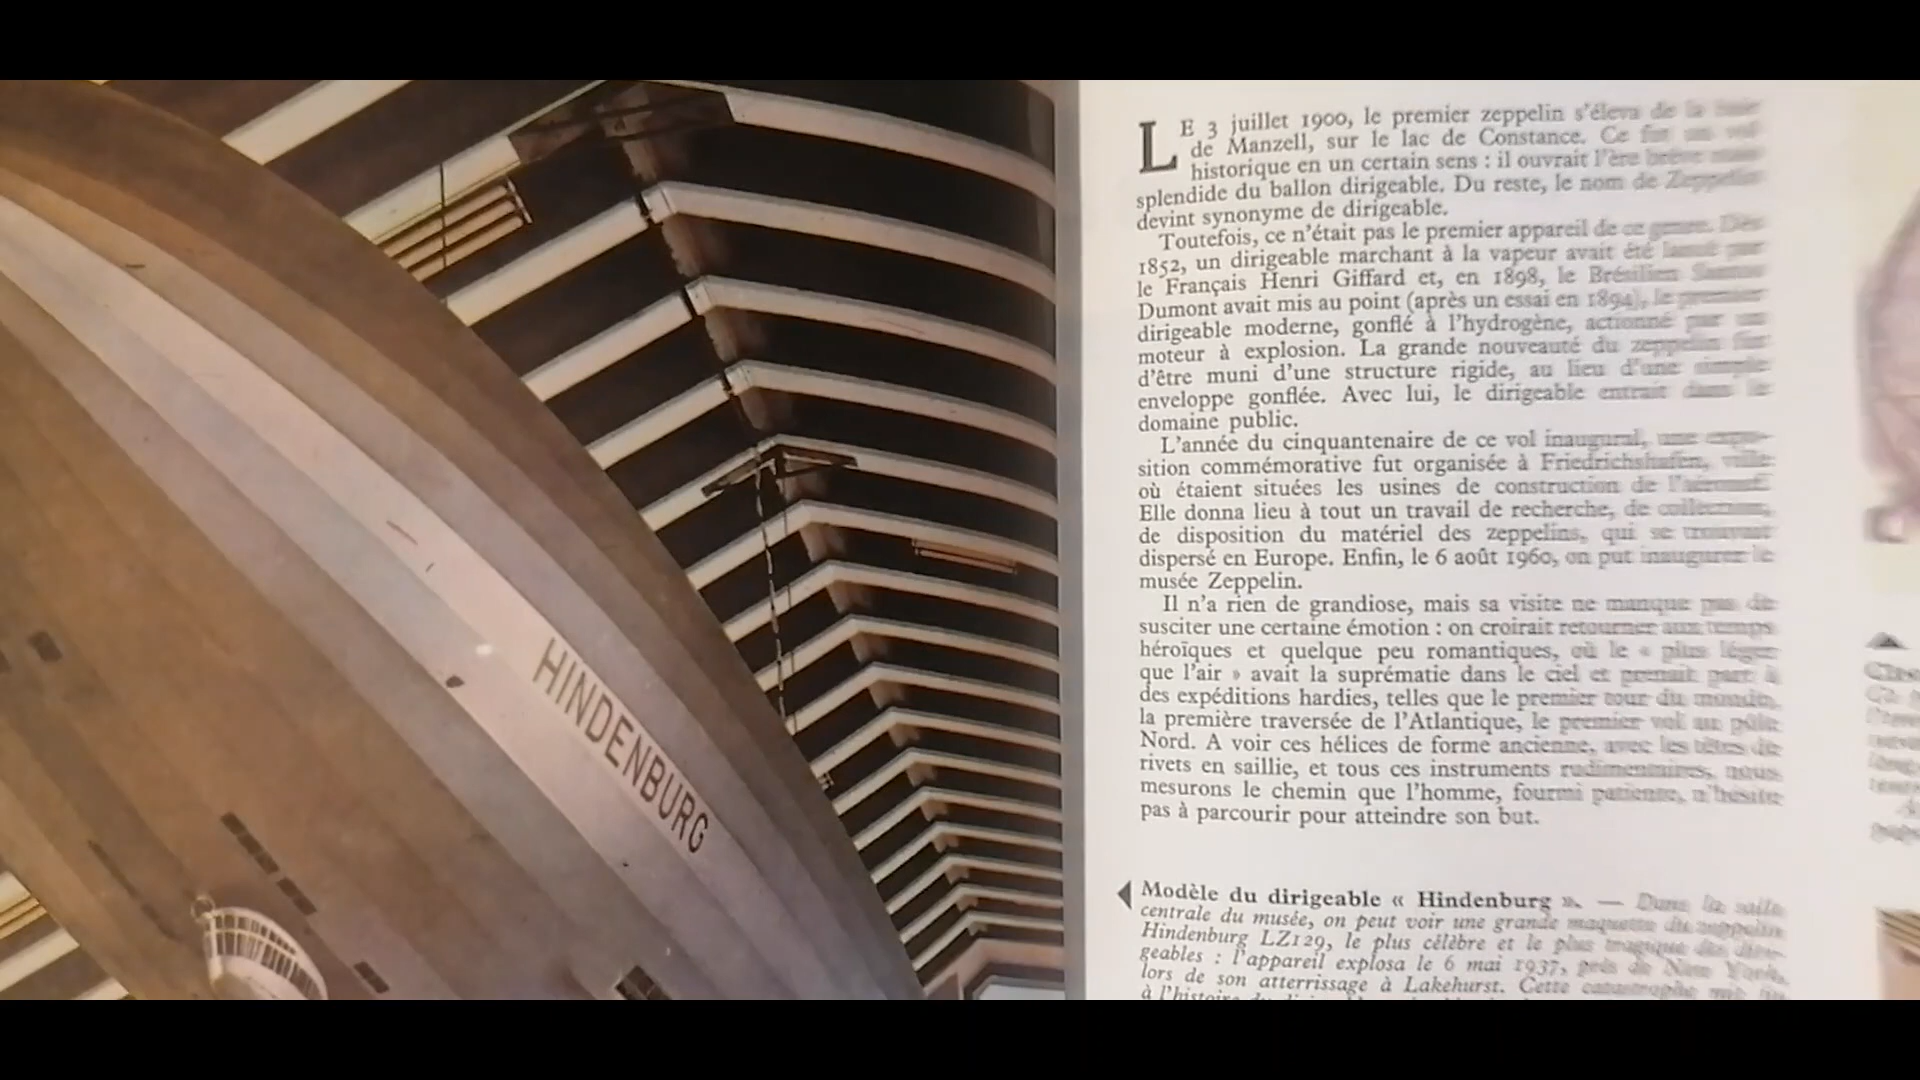 HINDENBURG
LE 3 juillet 1900, le premier zeppelin s'éleva de la
de Manzell, sur le lac de Constance. Ce fut un vol
historique en un certain sens : il ouvrait l'ère brève mais
splendide du ballon dirigeable. Du reste, le nom de Zeppelin
devint synonyme de dirigeable.
Toutefois, ce n'était pas le premier appareil de ce genre. Dès
1852, un dirigeable marchant à la vapeur avait été lancé par
le Français Henri Giffard et, en 1898, le Brésilien Santos
Dumont avait mis au point (après un essai en 1894), le premier
dirigeable moderne, gonflé à l'hydrogène, actionné par un
moteur à explosion. La grande nouveauté du zeppelin fut
d'être muni d'une structure rigide, au lieu d'une simple
enveloppe gonflée. Avec lui, le dirigeable entrait dans le
domaine public.
L'année du cinquantenaire de ce vol inaugural, une expo-
sition commémorative fut organisée à Friedrichshafen, ville
où étaient situées les usines de construction de l'aéronef.
Elle donna lieu à tout un travail de recherche, de collection,
de disposition du matériel des zeppelins, qui se trouvait
dispersé en Europe. Enfin, le 6 août 1960, on put inaugurer le
musée Zeppelin.
Il n'a rien de grandiose, mais sa visite ne manque pas de
susciter une certaine émotion : on croirait retourner aux temps
héroïques et quelque peu romantiques, où le « plus léger
que l'air » avait la suprématie dans le ciel et prenait part à
des expéditions hardies, telles que le premier tour du monde,
la première traversée de l'Atlantique, le premier vol au pôle
Nord. A voir ces hélices de forme ancienne, avec les têtes de
rivets en saillie, et tous ces instruments rudimentaires, nous
mesurons le chemin que l'homme, fourmi patiente, n'hésite
pas à parcourir pour atteindre son but.
Modèle du dirigeable « Hindenburg ». — Dans la salle
centrale du musée, on peut voir une grande maquette du zeppelin
Hindenburg LZ129, le plus célèbre et le plus tragique des diri-
geables : l'appareil explosa le 6 mai 1937, près de New York,
lors de son atterrissage à Lakehurst. Cette catastrophe mit fin
à l'histoire